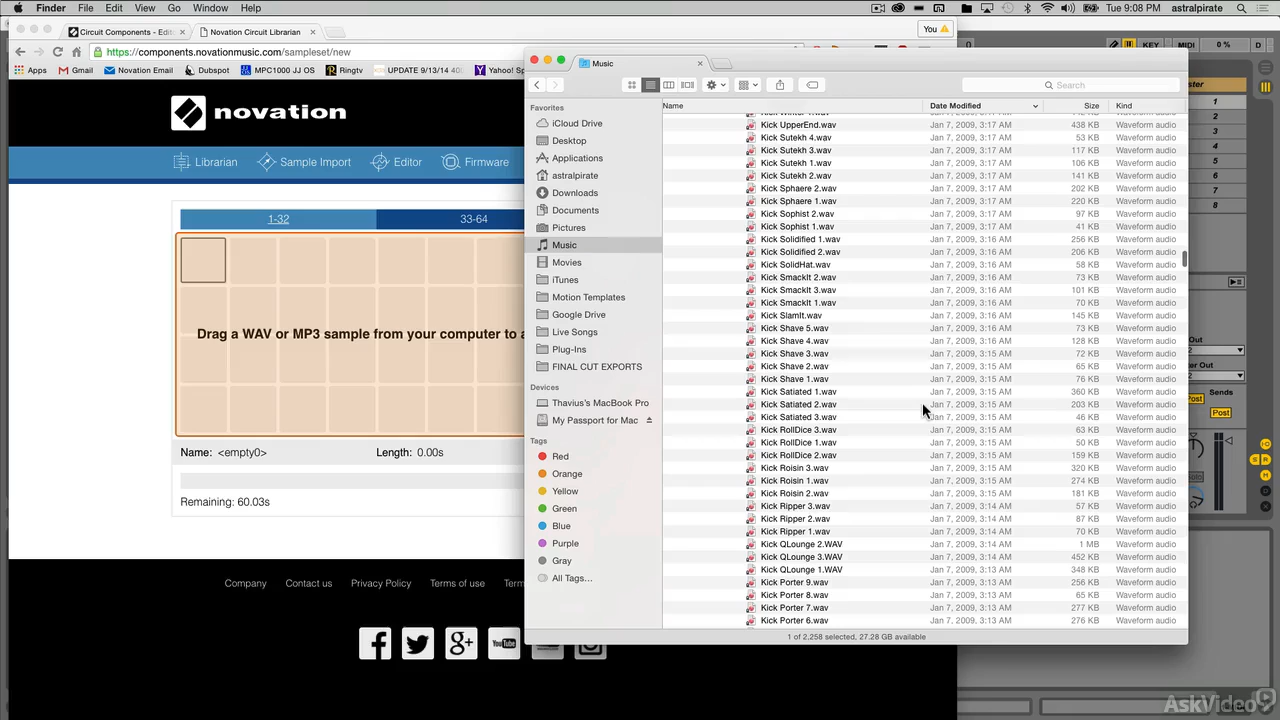 Finder File Edit View Go Window Help Tue 9:08 PM astralpirate
Circuit Components - Edit
Novation Circuit Librarian
You
https://components.novationmusic.com/sampleset/new
Apps Gmail Novation Email Dubspot MPC1000 JJ OS Ringtv UPDATE 9/13/14 Yahoo! Sp
novation
Librarian Sample Import Editor Firmware
1-32 33-64
Drag a WAV or MP3 sample from your computer to a
Name: <empty0> Length: 0.00s
Remaining: 60.03s
Company Contact us Privacy Policy Terms of use
Music
Search
Favorites
iCloud Drive
Desktop
Applications
astralpirate
Downloads
Documents
Pictures
Music
Movies
iTunes
Motion Templates
Google Drive
Live Songs
Plug-Ins
FINAL CUT EXPORTS
Devices
Thavius's MacBook Pro
My Passport for Mac
Tags
Red
Orange
Yellow
Green
Blue
Purple
Gray
All Tags...
Name Date Modified Size Kind
Kick UpperEnd.wav Jan 7, 2009, 3:17 AM 438 KB Waveform audio
Kick Sutekh 4.wav Jan 7, 2009, 3:17 AM 53 KB Waveform audio
Kick Sutekh 3.wav Jan 7, 2009, 3:17 AM 117 KB Waveform audio
Kick Sutekh 1.wav Jan 7, 2009, 3:17 AM 106 KB Waveform audio
Kick Sutekh 2.wav Jan 7, 2009, 3:17 AM 141 KB Waveform audio
Kick Sphaere 2.wav Jan 7, 2009, 3:17 AM 202 KB Waveform audio
Kick Sphaere 1.wav Jan 7, 2009, 3:17 AM 220 KB Waveform audio
Kick Sophist 2.wav Jan 7, 2009, 3:17 AM 97 KB Waveform audio
Kick Sophist 1.wav Jan 7, 2009, 3:17 AM 41 KB Waveform audio
Kick Solidified 1.wav Jan 7, 2009, 3:16 AM 256 KB Waveform audio
Kick Solidified 2.wav Jan 7, 2009, 3:16 AM 206 KB Waveform audio
Kick SolidHat.wav Jan 7, 2009, 3:16 AM 58 KB Waveform audio
Kick SmackIt 2.wav Jan 7, 2009, 3:16 AM 73 KB Waveform audio
Kick SmackIt 3.wav Jan 7, 2009, 3:16 AM 101 KB Waveform audio
Kick SmackIt 1.wav Jan 7, 2009, 3:16 AM 70 KB Waveform audio
Kick SlamIt.wav Jan 7, 2009, 3:16 AM 145 KB Waveform audio
Kick Shave 5.wav Jan 7, 2009, 3:16 AM 73 KB Waveform audio
Kick Shave 4.wav Jan 7, 2009, 3:16 AM 128 KB Waveform audio
Kick Shave 3.wav Jan 7, 2009, 3:15 AM 72 KB Waveform audio
Kick Shave 2.wav Jan 7, 2009, 3:15 AM 65 KB Waveform audio
Kick Shave 1.wav Jan 7, 2009, 3:15 AM 76 KB Waveform audio
Kick Satiated 1.wav Jan 7, 2009, 3:15 AM 360 KB Waveform audio
Kick Satiated 2.wav Jan 7, 2009, 3:15 AM 203 KB Waveform audio
Kick Satiated 3.wav Jan 7, 2009, 3:15 AM 46 KB Waveform audio
Kick RollDice 3.wav Jan 7, 2009, 3:15 AM 63 KB Waveform audio
Kick RollDice 1.wav Jan 7, 2009, 3:15 AM 50 KB Waveform audio
Kick RollDice 2.wav Jan 7, 2009, 3:15 AM 159 KB Waveform audio
Kick Roisin 3.wav Jan 7, 2009, 3:15 AM 320 KB Waveform audio
Kick Roisin 1.wav Jan 7, 2009, 3:15 AM 274 KB Waveform audio
Kick Roisin 2.wav Jan 7, 2009, 3:15 AM 181 KB Waveform audio
Kick Ripper 3.wav Jan 7, 2009, 3:14 AM 57 KB Waveform audio
Kick Ripper 2.wav Jan 7, 2009, 3:14 AM 87 KB Waveform audio
Kick Ripper 1.wav Jan 7, 2009, 3:14 AM 70 KB Waveform audio
Kick QLounge 2.WAV Jan 7, 2009, 3:14 AM 1 MB Waveform audio
Kick QLounge 3.WAV Jan 7, 2009, 3:14 AM 452 KB Waveform audio
Kick QLounge 1.WAV Jan 7, 2009, 3:14 AM 348 KB Waveform audio
Kick Porter 9.wav Jan 7, 2009, 3:13 AM 256 KB Waveform audio
Kick Porter 8.wav Jan 7, 2009, 3:13 AM 65 KB Waveform audio
Kick Porter 7.wav Jan 7, 2009, 3:13 AM 277 KB Waveform audio
Kick Porter 6.wav Jan 7, 2009, 3:13 AM 276 KB Waveform audio
1 of 2,258 selected, 27.28 GB available
KEY MIDI 0 % D
ster
1
2
3
4
5
6
7
8
Out
Out
Sends
Post Post
You Tube
AskVideo